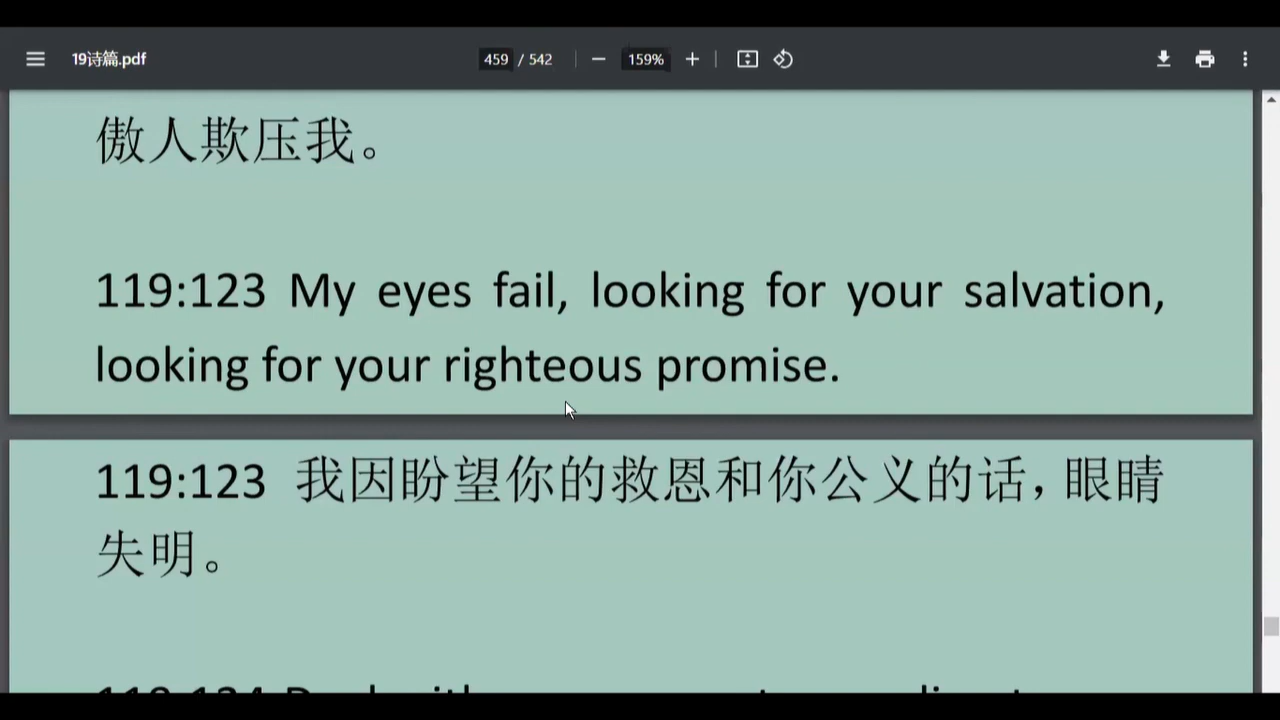 19诗篇.pdf
459 / 542
159%
傲人欺压我。
119:123 My eyes fail, looking for your salvation,
looking for your righteous promise.
119:123 我因盼望你的救恩和你公义的话，眼睛
失明。